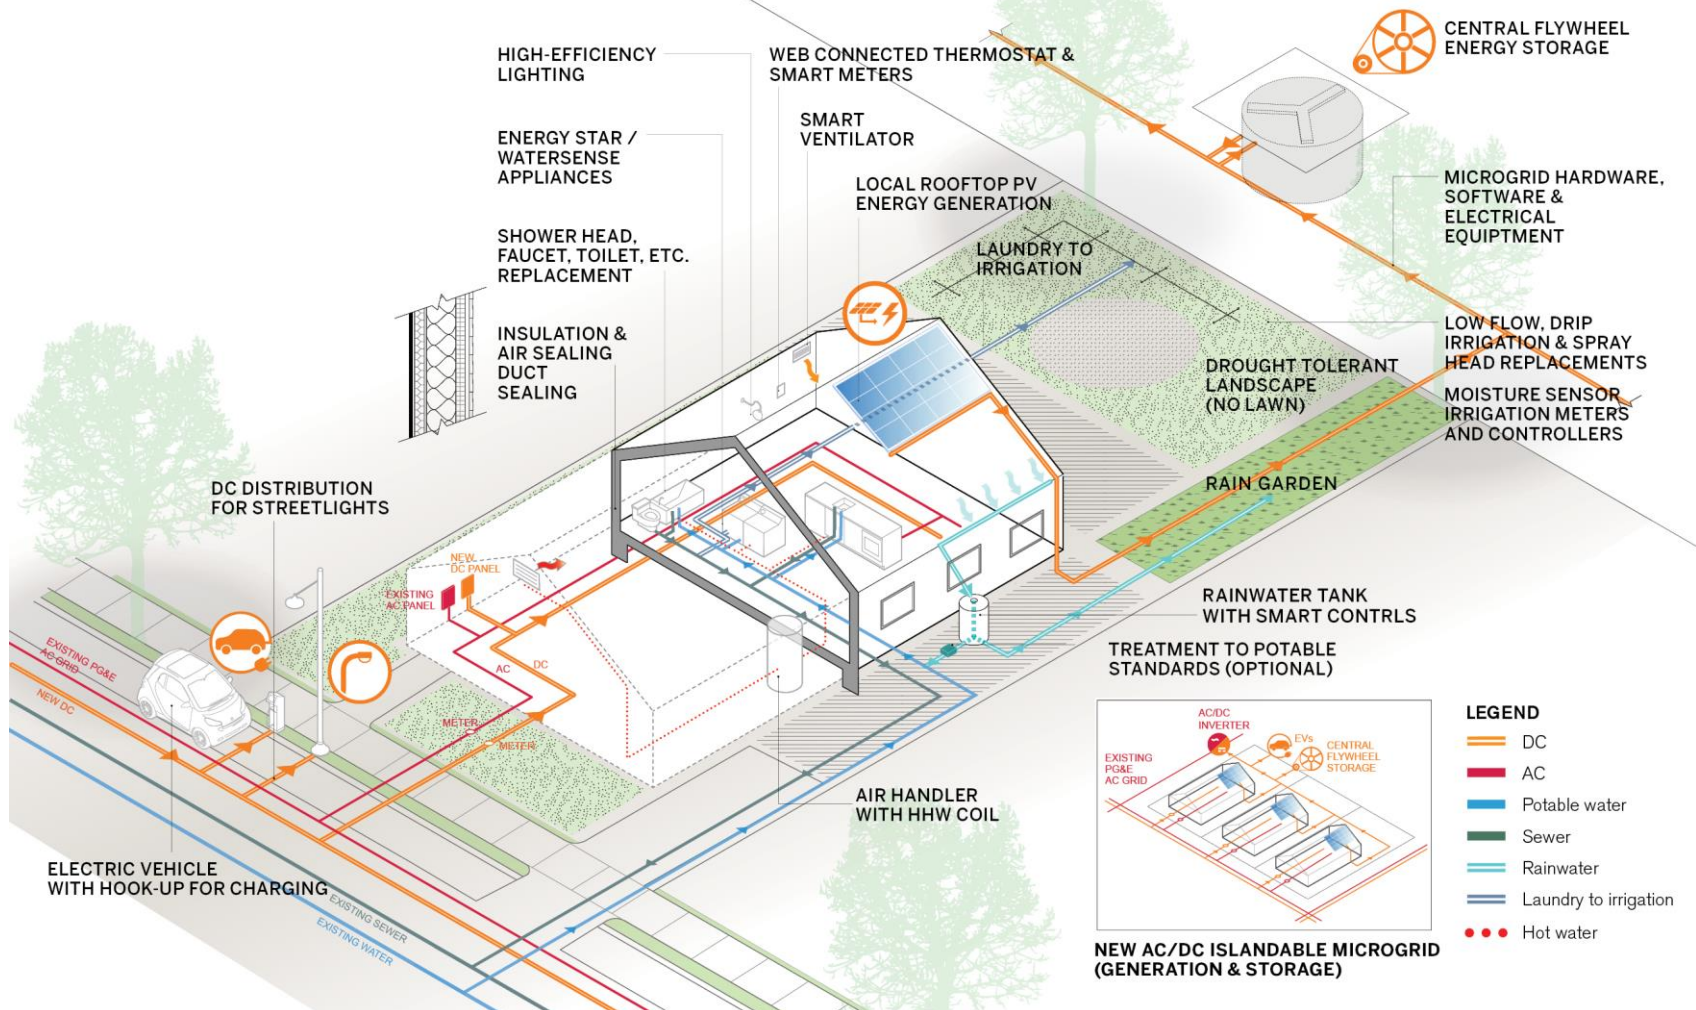 HIGH-EFFICIENCY
LIGHTING
WEB CONNECTED THERMOSTAT &
SMART METERS
CENTRAL FLYWHEEL
ENERGY STORAGE
ENERGY STAR /
WATERSENSE
APPLIANCES
SMART
VENTILATOR
LOCAL ROOFTOP PV
ENERGY GENERATION
MICROGRID HARDWARE,
SOFTWARE &
ELECTRICAL
EQUIPTMENT
SHOWER HEAD,
FAUCET, TOILET, ETC.
REPLACEMENT
LAUNDRY TO
IRRIGATION
INSULATION &
AIR SEALING
DUCT
SEALING
LOW FLOW, DRIP
IRRIGATION & SPRAY
HEAD REPLACEMENTS
DROUGHT TOLERANT
LANDSCAPE
(NO LAWN)
MOISTURE SENSOR
IRRIGATION METERS
AND CONTROLLERS
DC DISTRIBUTION
FOR STREETLIGHTS
RAIN GARDEN
NEW
DC PANEL
EXISTING
AC PANEL
RAINWATER TANK
WITH SMART CONTRLS
TREATMENT TO POTABLE
STANDARDS (OPTIONAL)
EXISTING PG&E
AC GRID
NEW DC
AC
DC
METER
METER
AIR HANDLER
WITH HHW COIL
ELECTRIC VEHICLE
WITH HOOK-UP FOR CHARGING
EXISTING SEWER
EXISTING WATER
AC/DC
INVERTER
EVs
CENTRAL
FLYWHEEL
STORAGE
EXISTING
PG&E
AC GRID
NEW AC/DC ISLANDABLE MICROGRID
(GENERATION & STORAGE)
LEGEND
DC
AC
Potable water
Sewer
Rainwater
Laundry to irrigation
Hot water